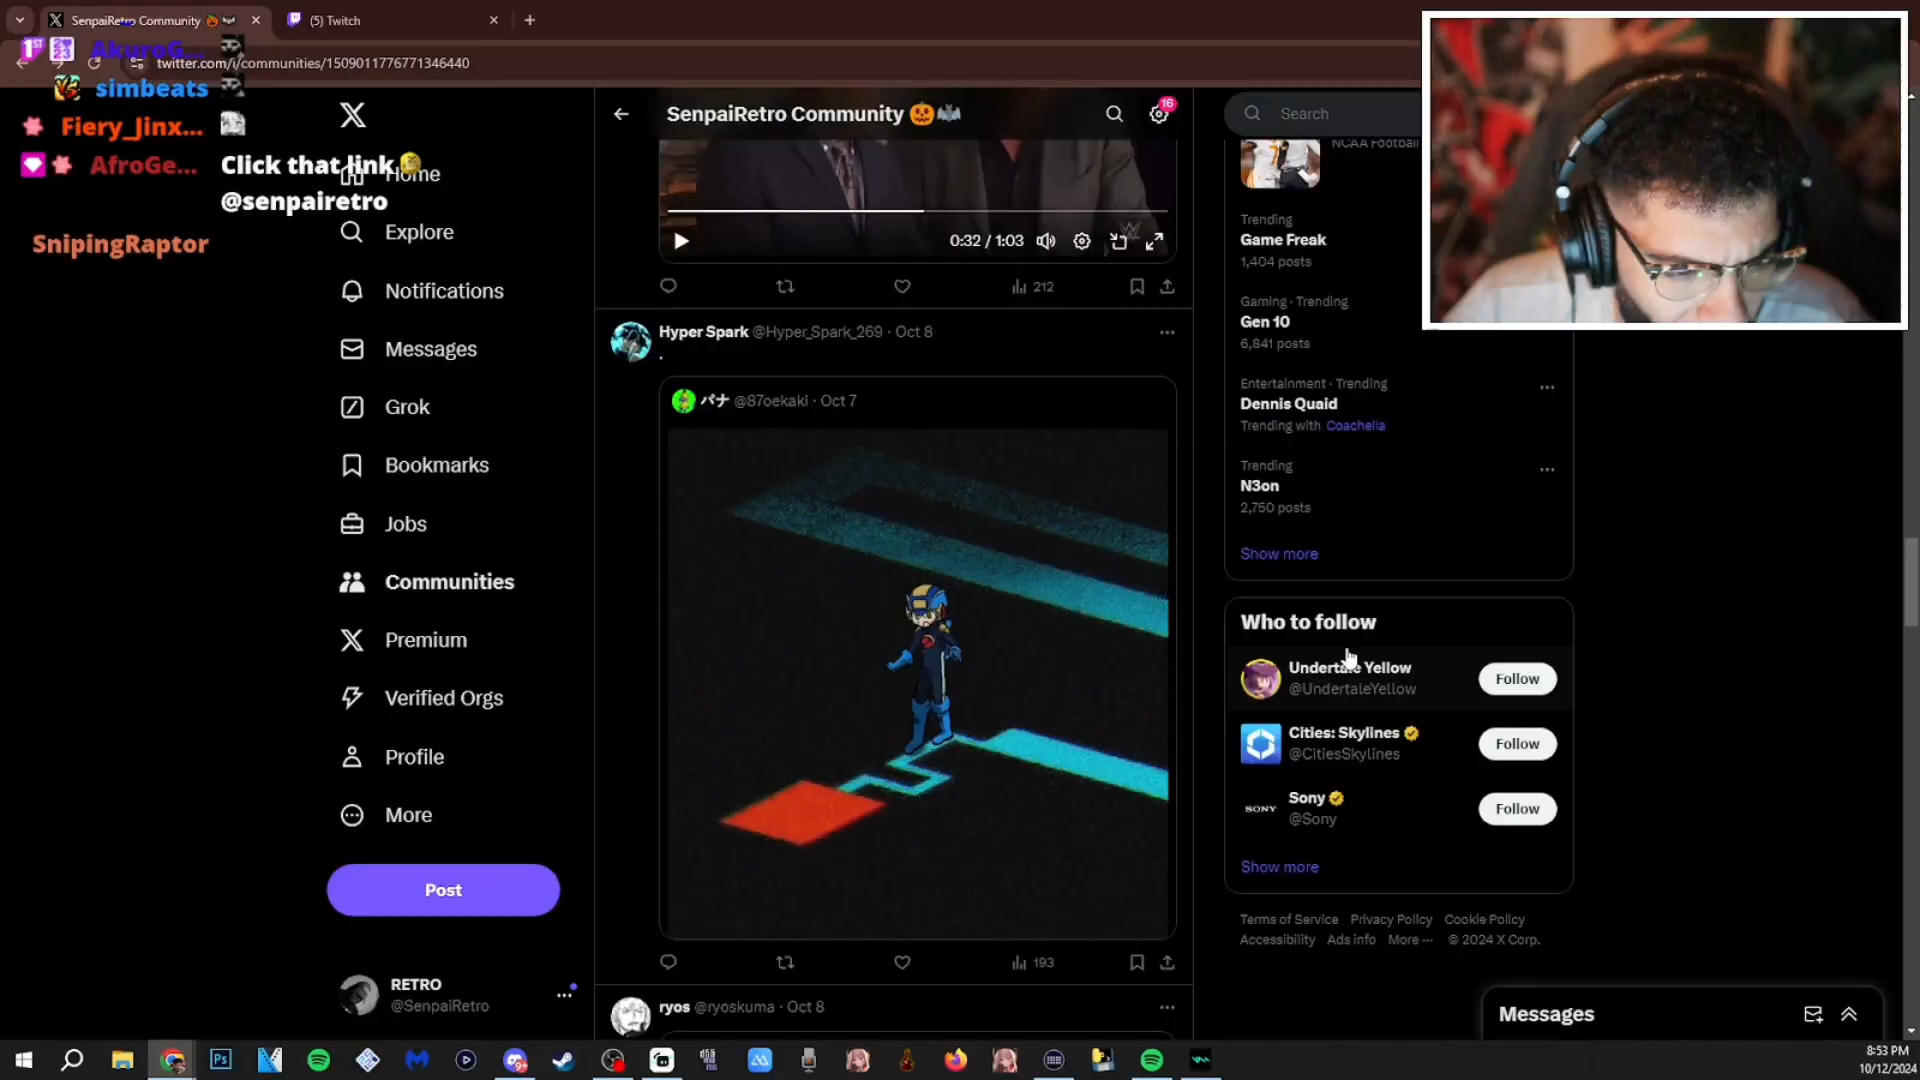 SenpaiRetro Community 🎃🦇
(5) Twitch
twitter.com/i/communities/1509011776771346440
AkuroG...
simbeats
Fiery_Jinx...
AfroGe...
Click that link
@senpairetro
SnipingRaptor
Home
Explore
Notifications
Messages
Grok
Bookmarks
Jobs
Communities
Premium
Verified Orgs
Profile
More
Post
RETRO
@SenpaiRetro
SenpaiRetro Community 🎃🦇
16
0:32 / 1:03
212
Hyper Spark @Hyper_Spark_269 · Oct 8
.
パナ @87oekaki · Oct 7
193
ryos @ryoskuma · Oct 8
Search
NCAA Football
Trending
Game Freak
1,404 posts
Gaming · Trending
Gen 10
6,841 posts
Entertainment · Trending
Dennis Quaid
Trending with Coachella
Trending
N3on
2,750 posts
Show more
Who to follow
Undertale Yellow
@UndertaleYellow
Follow
Cities: Skylines
@CitiesSkylines
Follow
SONY
Sony
@Sony
Follow
Show more
Terms of Service Privacy Policy Cookie Policy
Accessibility Ads info More ··· © 2024 X Corp.
Messages
8:53 PM
10/12/2024